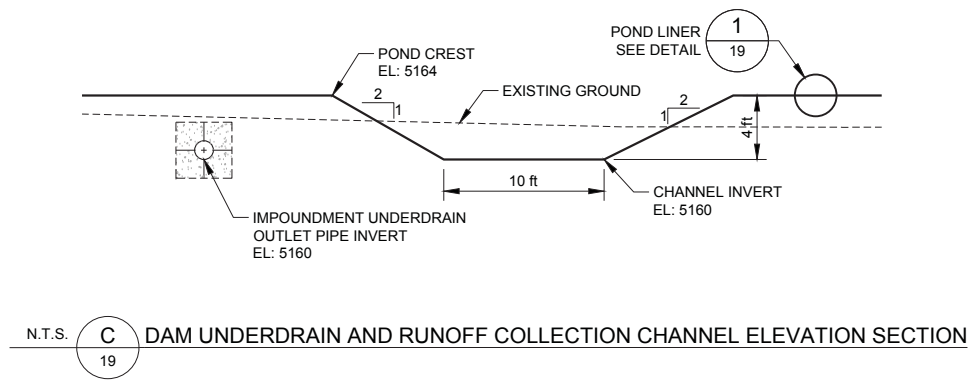 POND CREST
EL: 5164
2
1
EXISTING GROUND
1
2
POND LINER
SEE DETAIL
1
19
4 ft
10 ft
CHANNEL INVERT
EL: 5160
IMPOUNDMENT UNDERDRAIN
OUTLET PIPE INVERT
EL: 5160
N.T.S.
C
19
DAM UNDERDRAIN AND RUNOFF COLLECTION CHANNEL ELEVATION SECTION